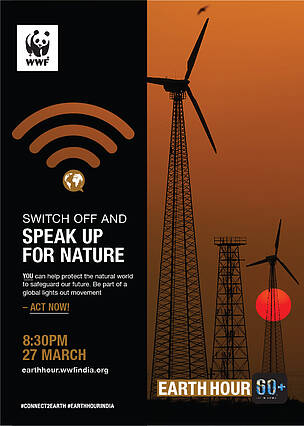 WWF
SWITCH OFF AND
SPEAK UP
FOR NATURE
YOU can help protect the natural world
to safeguard our future. Be part of a
global lights out movement
– ACT NOW!
8:30PM
27 MARCH
earthhour.wwfindia.org
EARTH HOUR 60+
#CONNECT2EARTH #EARTHHOURINDIA